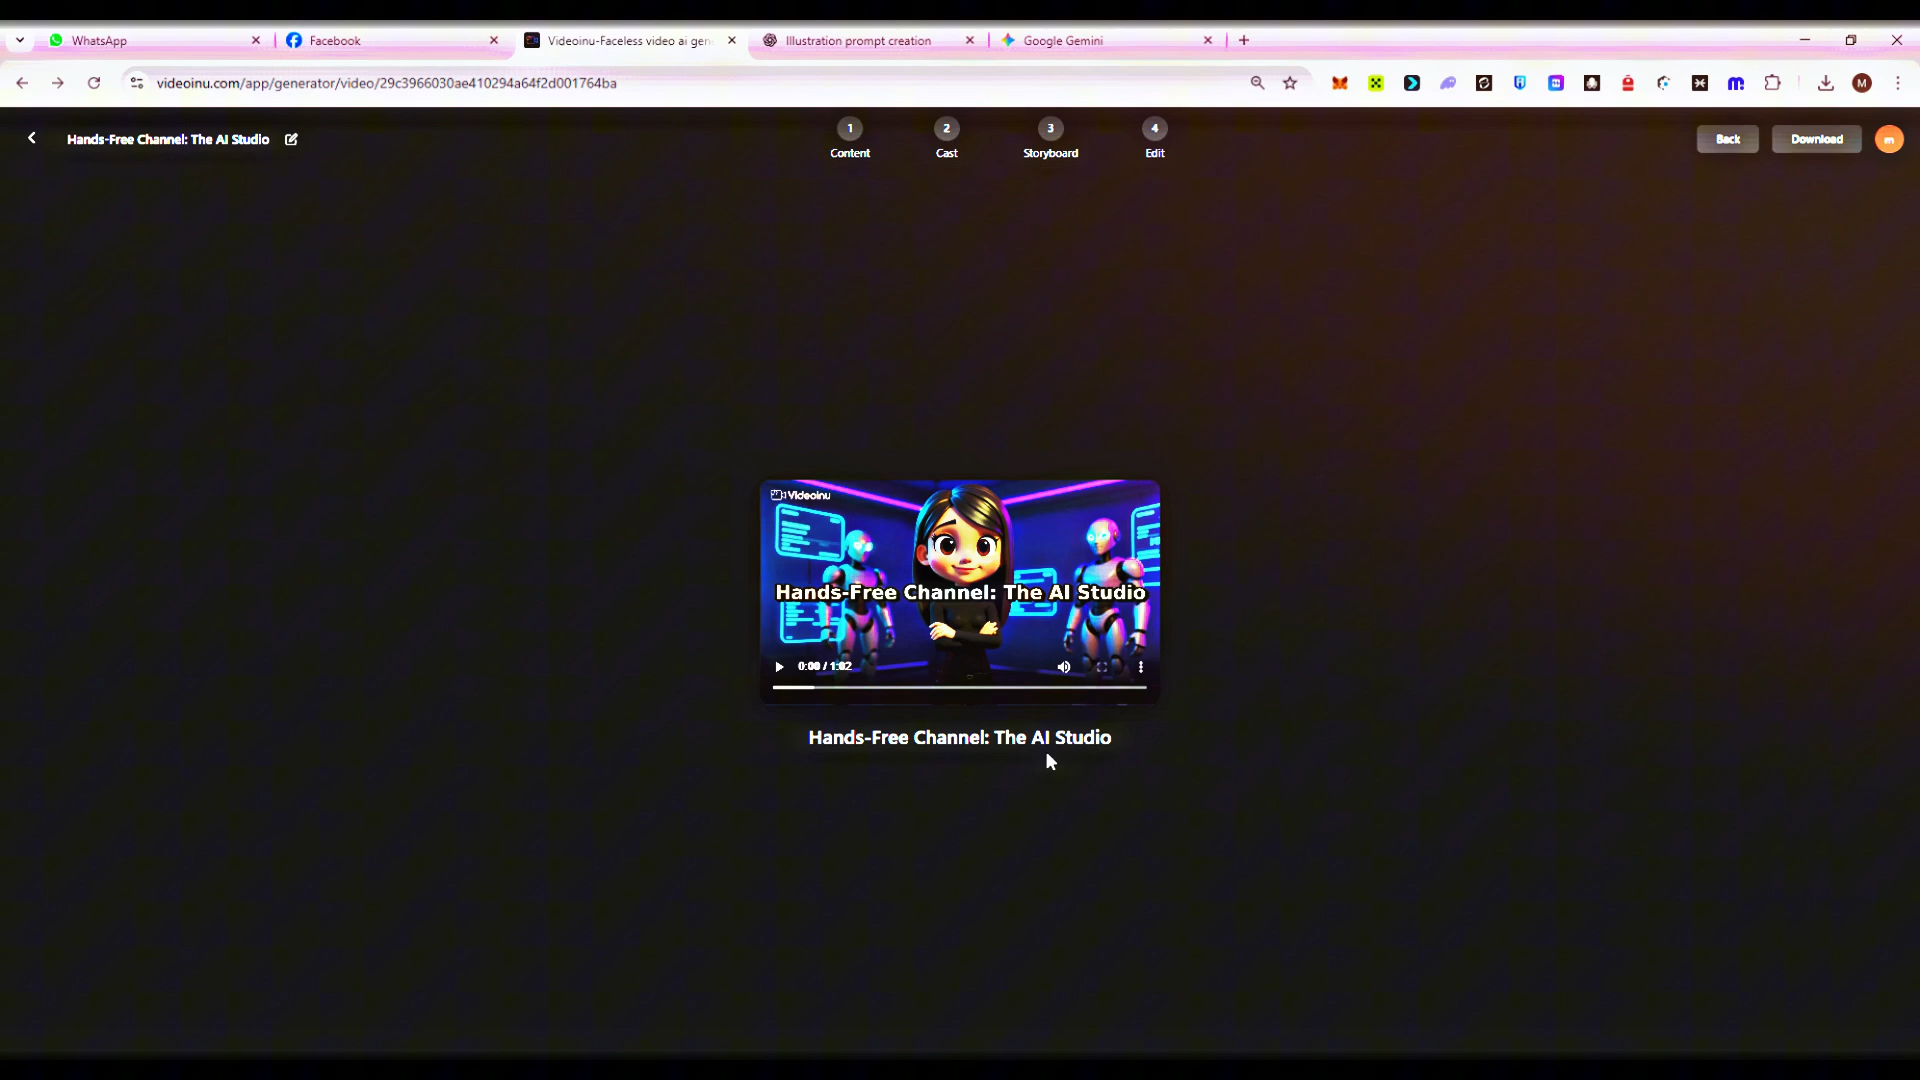 WhatsApp
Facebook
Videoinu-Faceless video ai gen
Illustration prompt creation
Google Gemini
videoinu.com/app/generator/video/29c3966030ae410294a64f2d001764ba
M
Hands-Free Channel: The AI Studio
1
Content
2
Cast
3
Storyboard
4
Edit
Back
Download
m
Videoinu
Hands-Free Channel: The AI Studio
0:00 / 1:02
Hands-Free Channel: The AI Studio